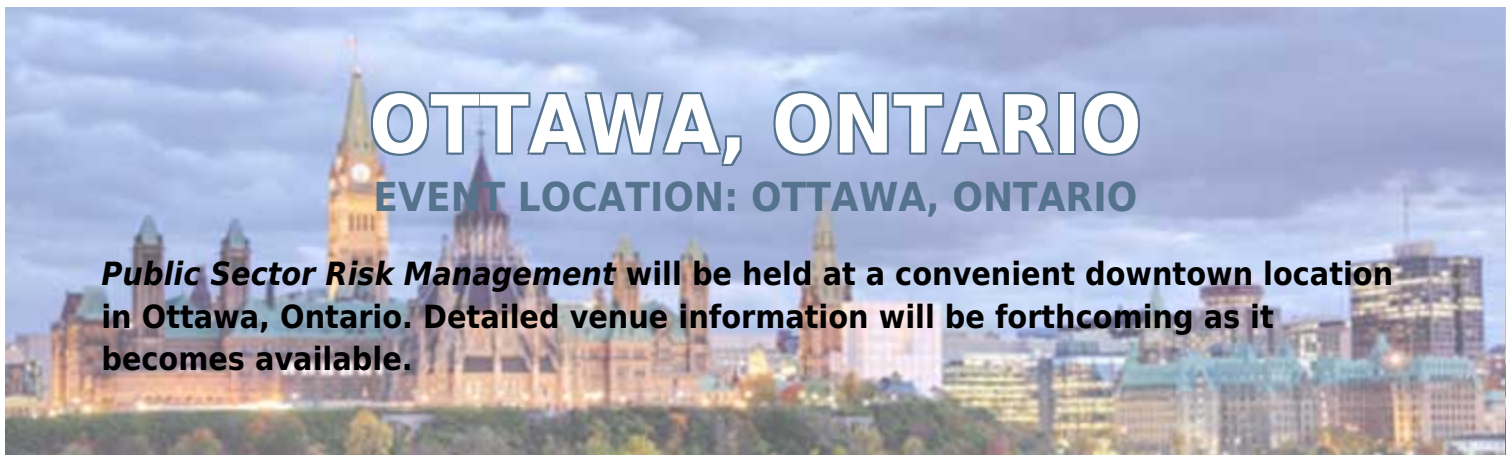 OTTAWA, ONTARIO
EVENT LOCATION: OTTAWA, ONTARIO
Public Sector Risk Management will be held at a convenient downtown location
in Ottawa, Ontario. Detailed venue information will be forthcoming as it
becomes available.